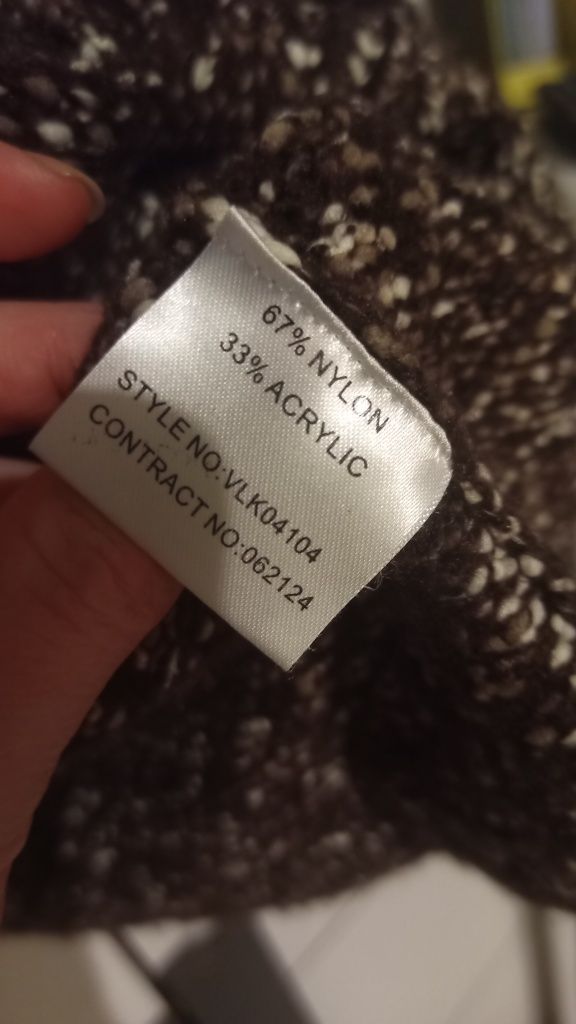 67% NYLON
33% ACRYLIC
STYLE NO:VLK04104
CONTRACT NO:062124